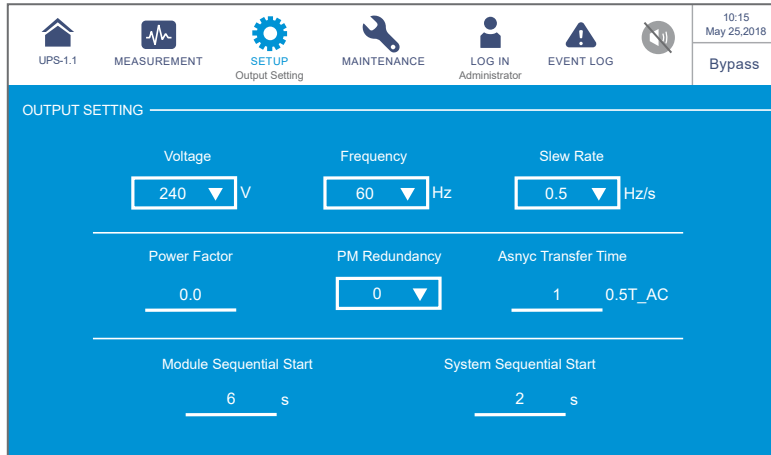 UPS-1.1
MEASUREMENT
SETUP
Output Setting
MAINTENANCE
LOG IN
Administrator
EVENT LOG
10:15
May 25,2018
Bypass
OUTPUT SETTING
Voltage Frequency Slew Rate
240 V 60 Hz 0.5 Hz/s
Power Factor PM Redundancy Asnyc Transfer Time
0.0 0 1 0.5T_AC
Module Sequential Start System Sequential Start
6 s 2 s